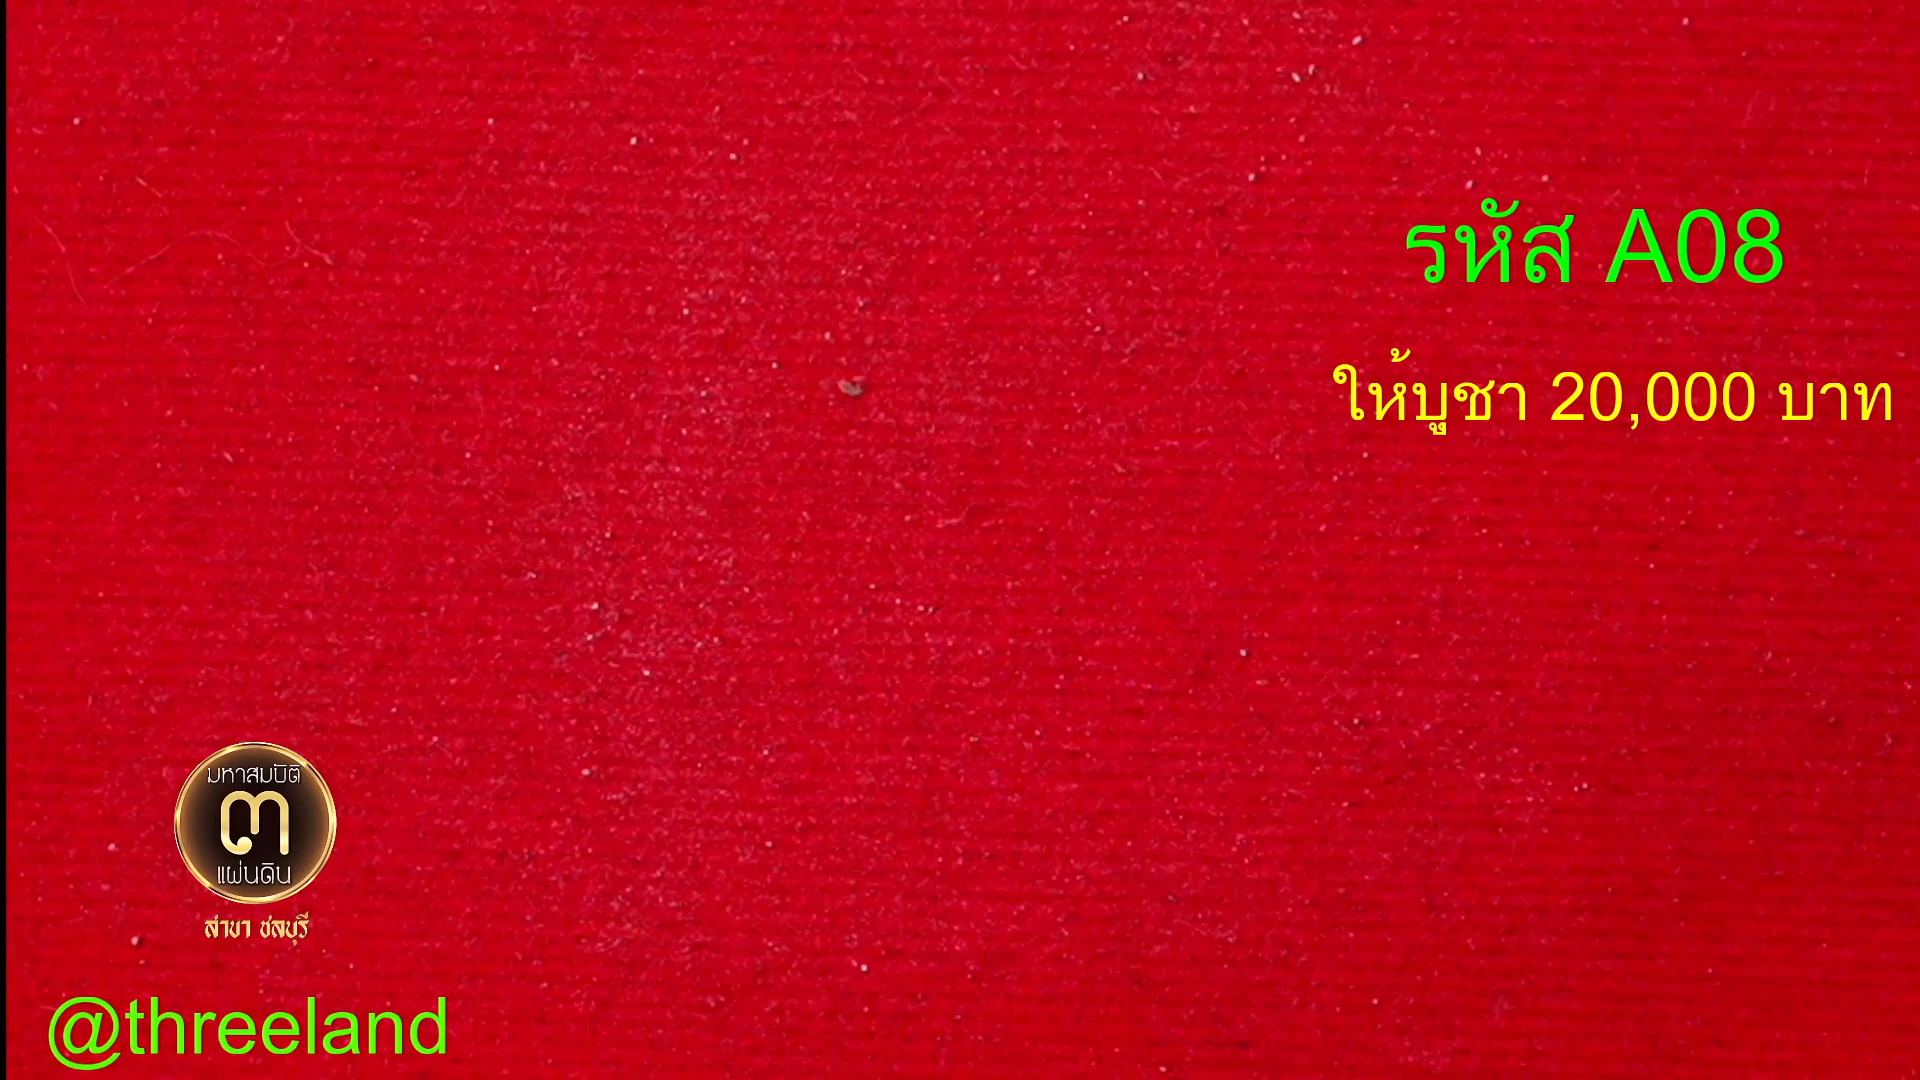 รหัส A08
ให้บูชา 20,000 บาท
มหาสมบัติ
๓
แผ่นดิน
สาขา ชลบุรี
@threeland